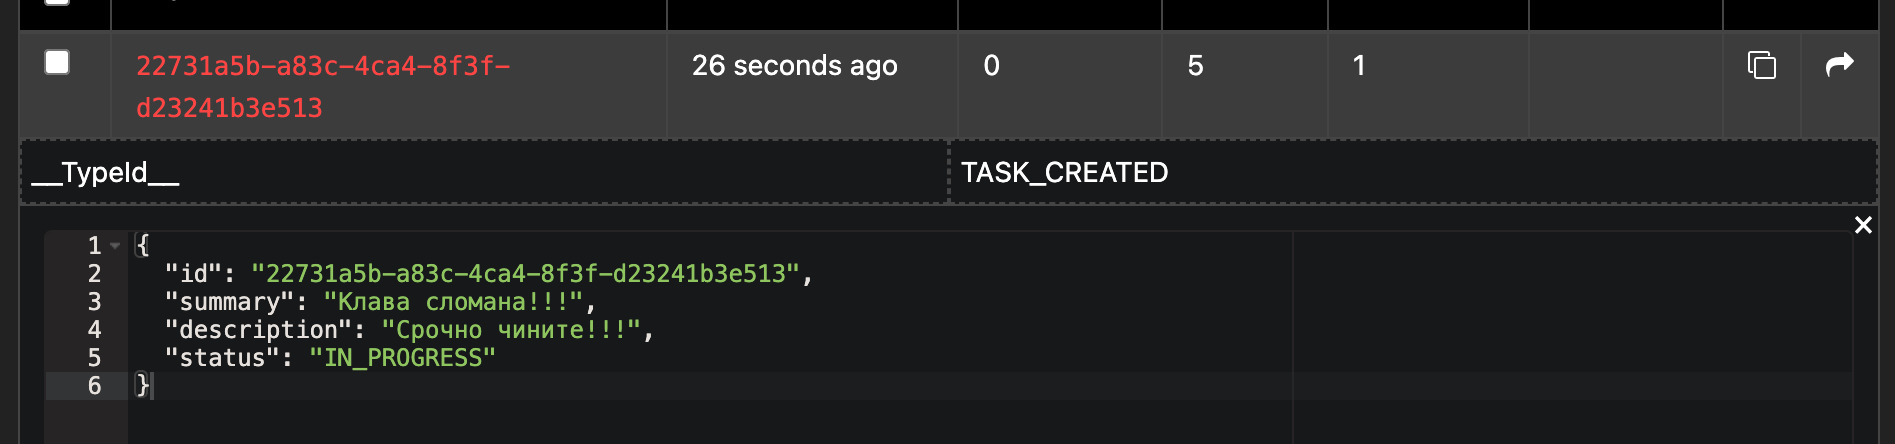 22731a5b-a83c-4ca4-8f3f-
d23241b3e513
26 seconds ago
0
5
1
__TypeId__
TASK_CREATED
1 {
2 "id": "22731a5b-a83c-4ca4-8f3f-d23241b3e513",
3 "summary": "Клава сломана!!!",
4 "description": "Срочно чините!!!",
5 "status": "IN_PROGRESS"
6 }